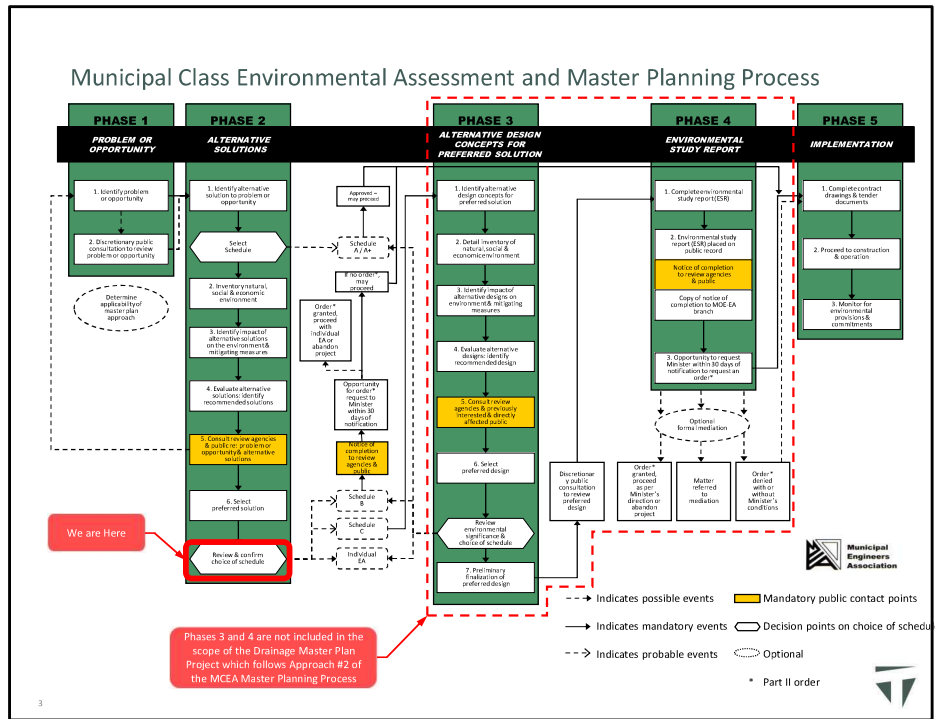 Municipal Class Environmental Assessment and Master Planning Process
PHASE 1
PROBLEM OR
OPPORTUNITY
1. Identify problem
or opportunity
2. Discretionary public
consultation to review
problem or opportunity
Determine
applicability of
master plan
approach
PHASE 2
ALTERNATIVE
SOLUTIONS
1. Identify alternative
solution to problem or
opportunity
Select
Schedule
2. Inventory natural,
social & economic
environment
3. Identify impact of
alternative solutions on
the environment &
mitigating measures
4. Evaluate alternative
solutions: identify
recommended solutions
5. Consult review agencies
& public re: problem or
opportunity & alternative
solutions
6. Select
preferred solution
Review & confirm
choice of schedule
We are Here
Approved –
may proceed
Schedule
A / A+
If no order*,
may
proceed
Order*
granted,
proceed
with
individual
EA or
abandon
project
Opportunity
for order*
request to
Minister
within 30
days of
notification
Notice of
completion
to review
agencies &
public
Schedule
B
Schedule
C
Individual
EA
PHASE 3
ALTERNATIVE DESIGN
CONCEPTS FOR
PREFERRED SOLUTION
1. Identify alternative
design concepts for
preferred solution
2. Detail inventory of
natural, social &
economic environment
3. Identify impact of
alternative designs on
environment & mitigating
measures
4. Evaluate alternative
designs: identify
recommended design
5. Consult review
agencies & previously
interested & directly
affected public
6. Select
preferred design
Review
environmental
significance &
choice of schedule
7. Preliminary
finalization of
preferred design
Discretionar
y public
consultation
to review
preferred
design
PHASE 4
ENVIRONMENTAL
STUDY REPORT
1. Complete environmental
study report (ESR)
2. Environmental study
report (ESR) placed on
public record
Notice of completion
to review agencies
& public
Copy of notice of
completion to MOE-EA
branch
3. Opportunity to request
Minister within 30 days of
notification to request an
order*
Optional
formal mediation
Order*
granted,
proceed
as per
Minister's
direction or
abandon
project
Matter
referred
to
mediation
Order*
denied
with or
without
Minister's
conditions
PHASE 5
IMPLEMENTATION
1. Complete contract
drawings & tender
documents
2. Proceed to construction
& operation
3. Monitor for
environmental
provisions &
commitments
Municipal
Engineers
Association
Indicates possible events
Mandatory public contact points
Indicates mandatory events
Decision points on choice of schedu
Indicates probable events
Optional
* Part II order
Phases 3 and 4 are not included in the
scope of the Drainage Master Plan
Project which follows Approach #2 of
the MCEA Master Planning Process
3